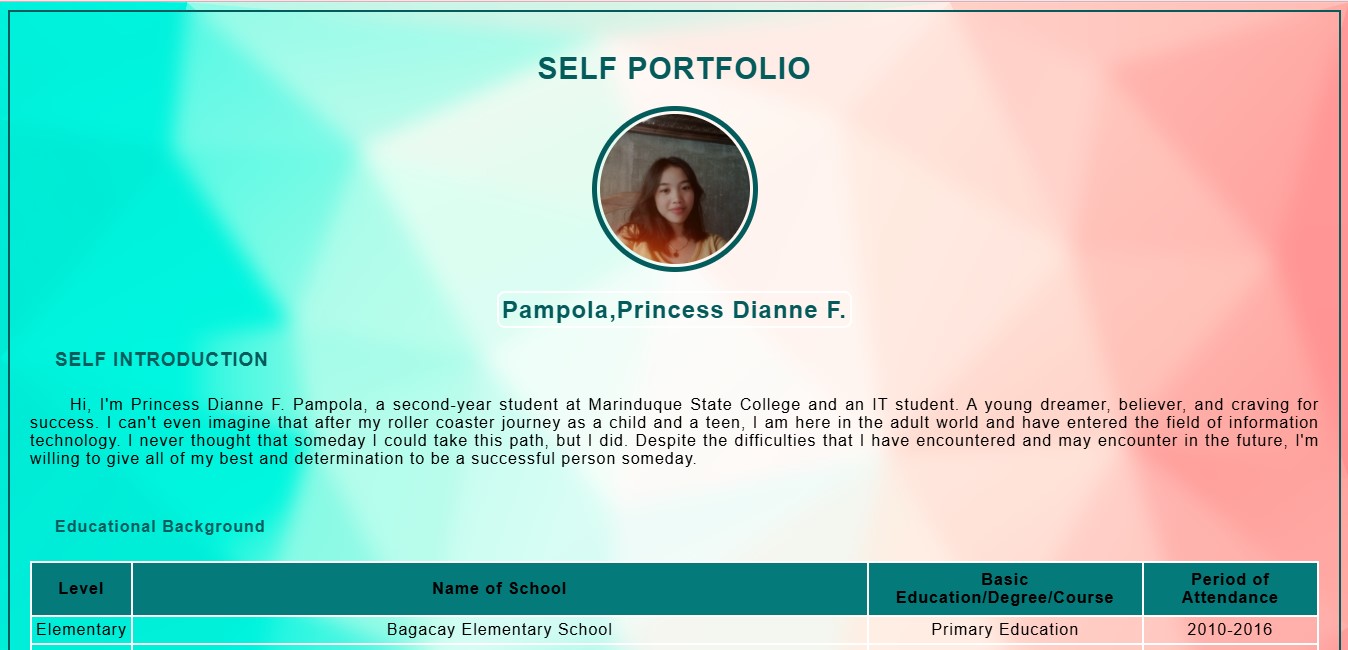 SELF PORTFOLIO
Pampola,Princess Dianne F.
SELF INTRODUCTION
Hi, I'm Princess Dianne F. Pampola, a second-year student at Marinduque State College and an IT student. A young dreamer, believer, and craving for
success. I can't even imagine that after my roller coaster journey as a child and a teen, I am here in the adult world and have entered the field of information
technology. I never thought that someday I could take this path, but I did. Despite the difficulties that I have encountered and may encounter in the future, I'm
willing to give all of my best and determination to be a successful person someday.
Educational Background
Level
Name of School
Basic
Education/Degree/Course
Period of
Attendance
Elementary
Bagacay Elementary School
Primary Education
2010-2016